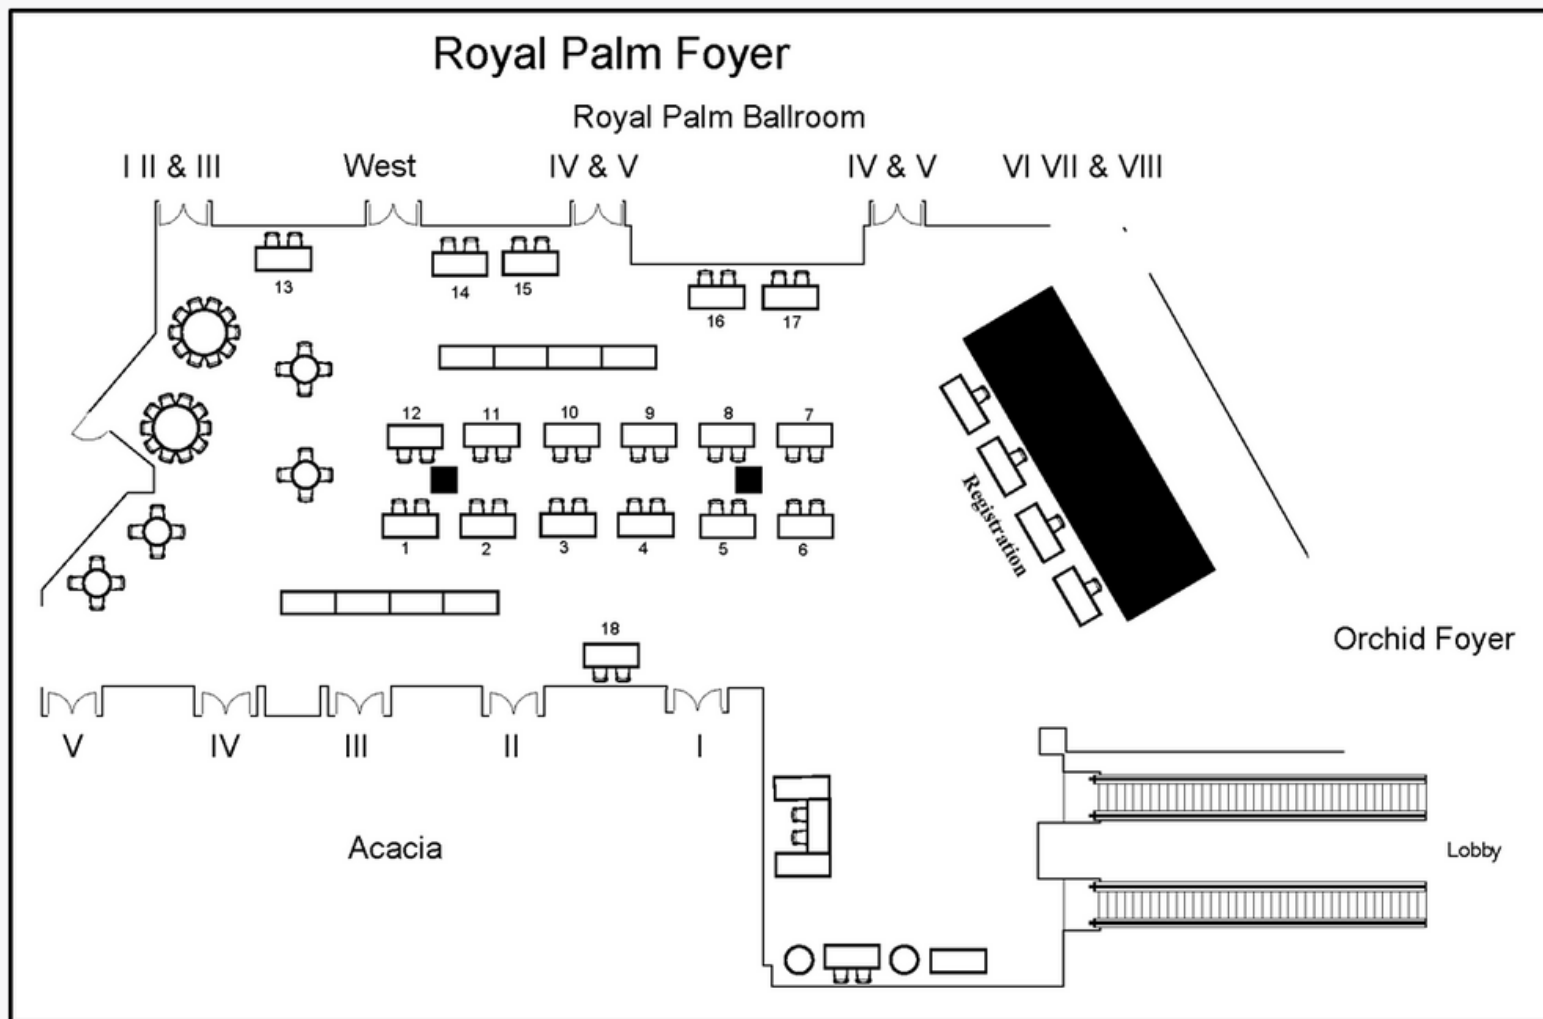 Royal Palm Foyer
Royal Palm Ballroom
I II & III
West
IV & V
IV & V
VI VII & VIII
13
14
15
16
17
12
11
10
9
8
7
Registration
1
2
3
4
5
6
18
Orchid Foyer
V
IV
III
II
I
Acacia
Lobby